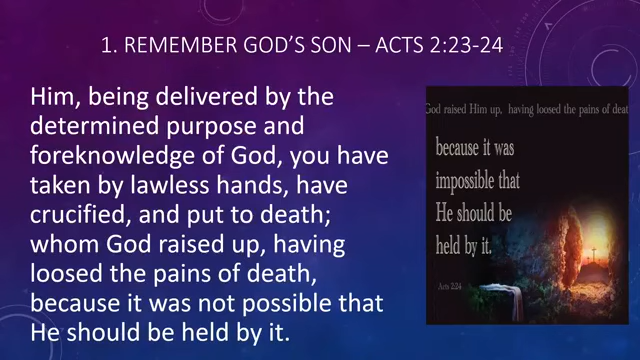 1. REMEMBER GOD'S SON – ACTS 2:23-24
Him, being delivered by the
determined purpose and
foreknowledge of God, you have
taken by lawless hands, have
crucified, and put to death;
whom God raised up, having
loosed the pains of death,
because it was not possible that
He should be held by it.
God raised Him up, having loosed the pains of deat
because it was
impossible that
He should be
held by it.
Acts 2:24